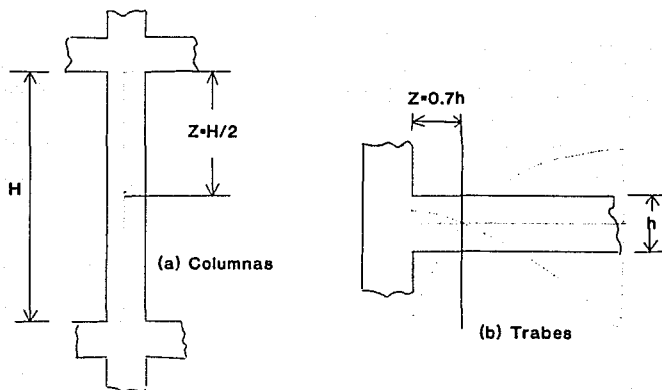 H
Z=H/2
(a) Columnas
Z=0.7h
h
(b) Trabes